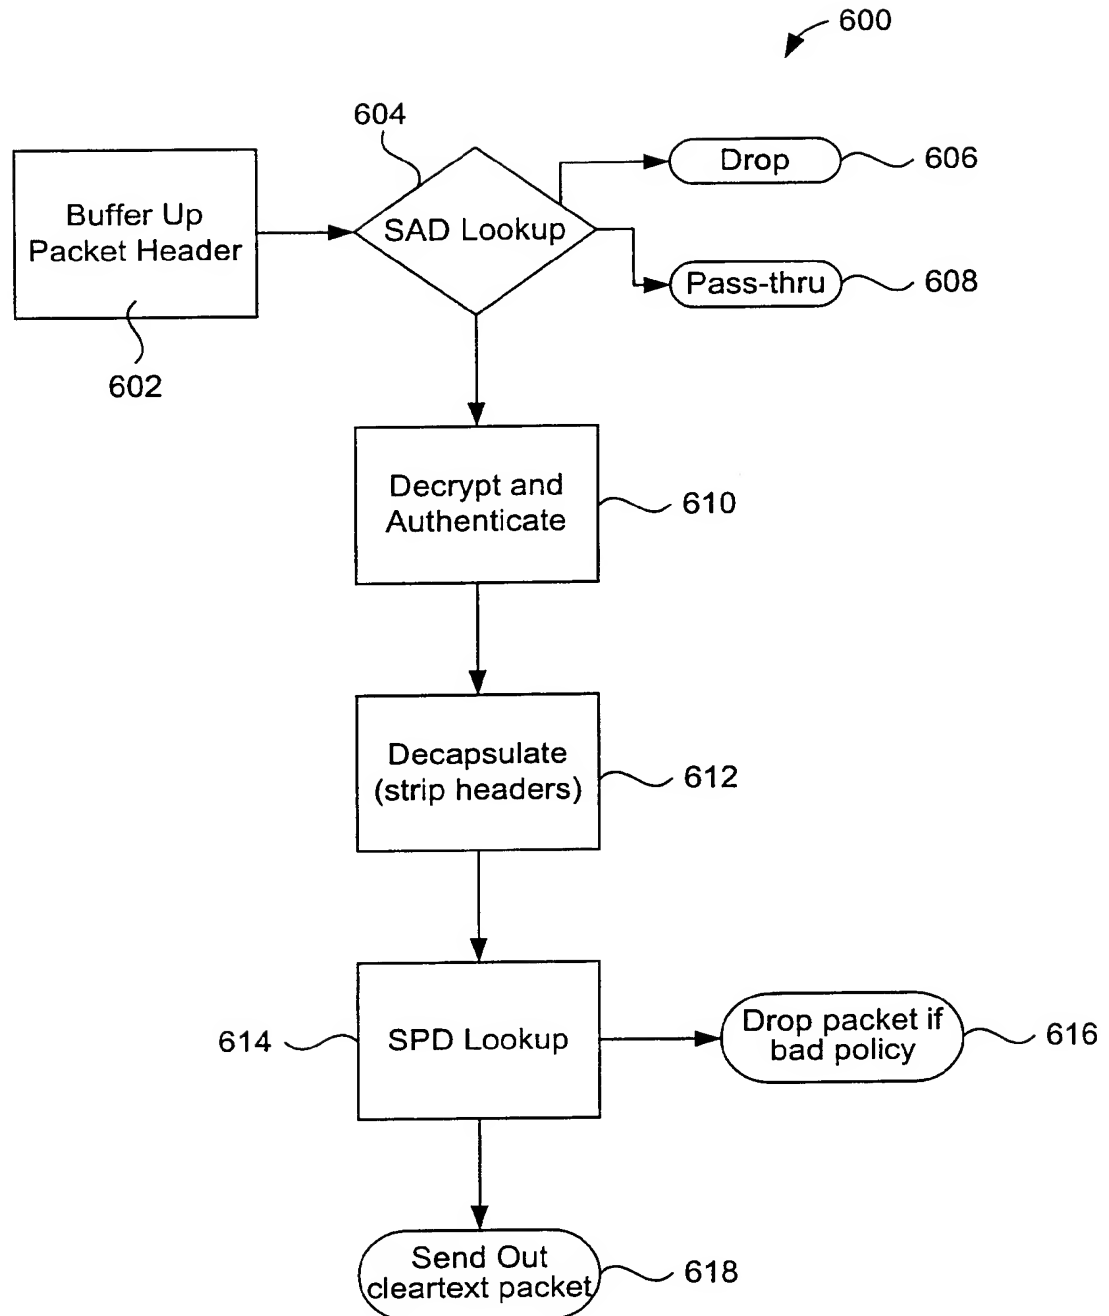 600
604
Drop
606
Buffer Up
Packet Header
SAD Lookup
Pass-thru
608
602
Decrypt and
Authenticate
610
Decapsulate
(strip headers)
612
614
SPD Lookup
Drop packet if
bad policy
616
Send Out
cleartext packet
618